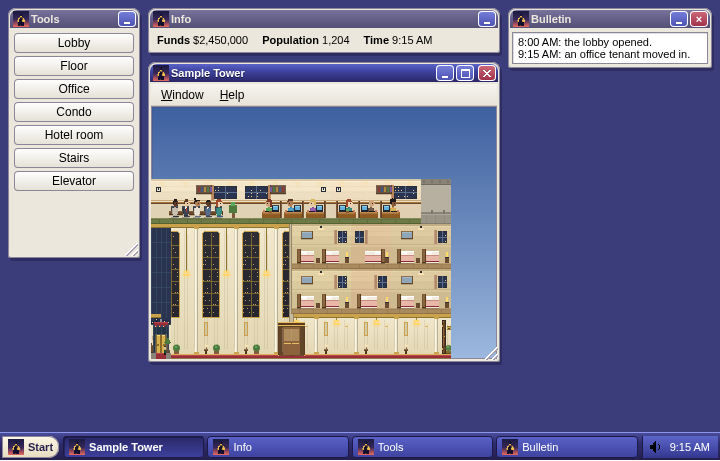 Tools
Lobby
Floor
Office
Condo
Hotel room
Stairs
Elevator
Info
Funds $2,450,000 Population 1,204 Time 9:15 AM
Sample Tower
Window Help
Bulletin
8:00 AM: the lobby opened.
9:15 AM: an office tenant moved in.
Start Sample Tower Info Tools Bulletin 9:15 AM